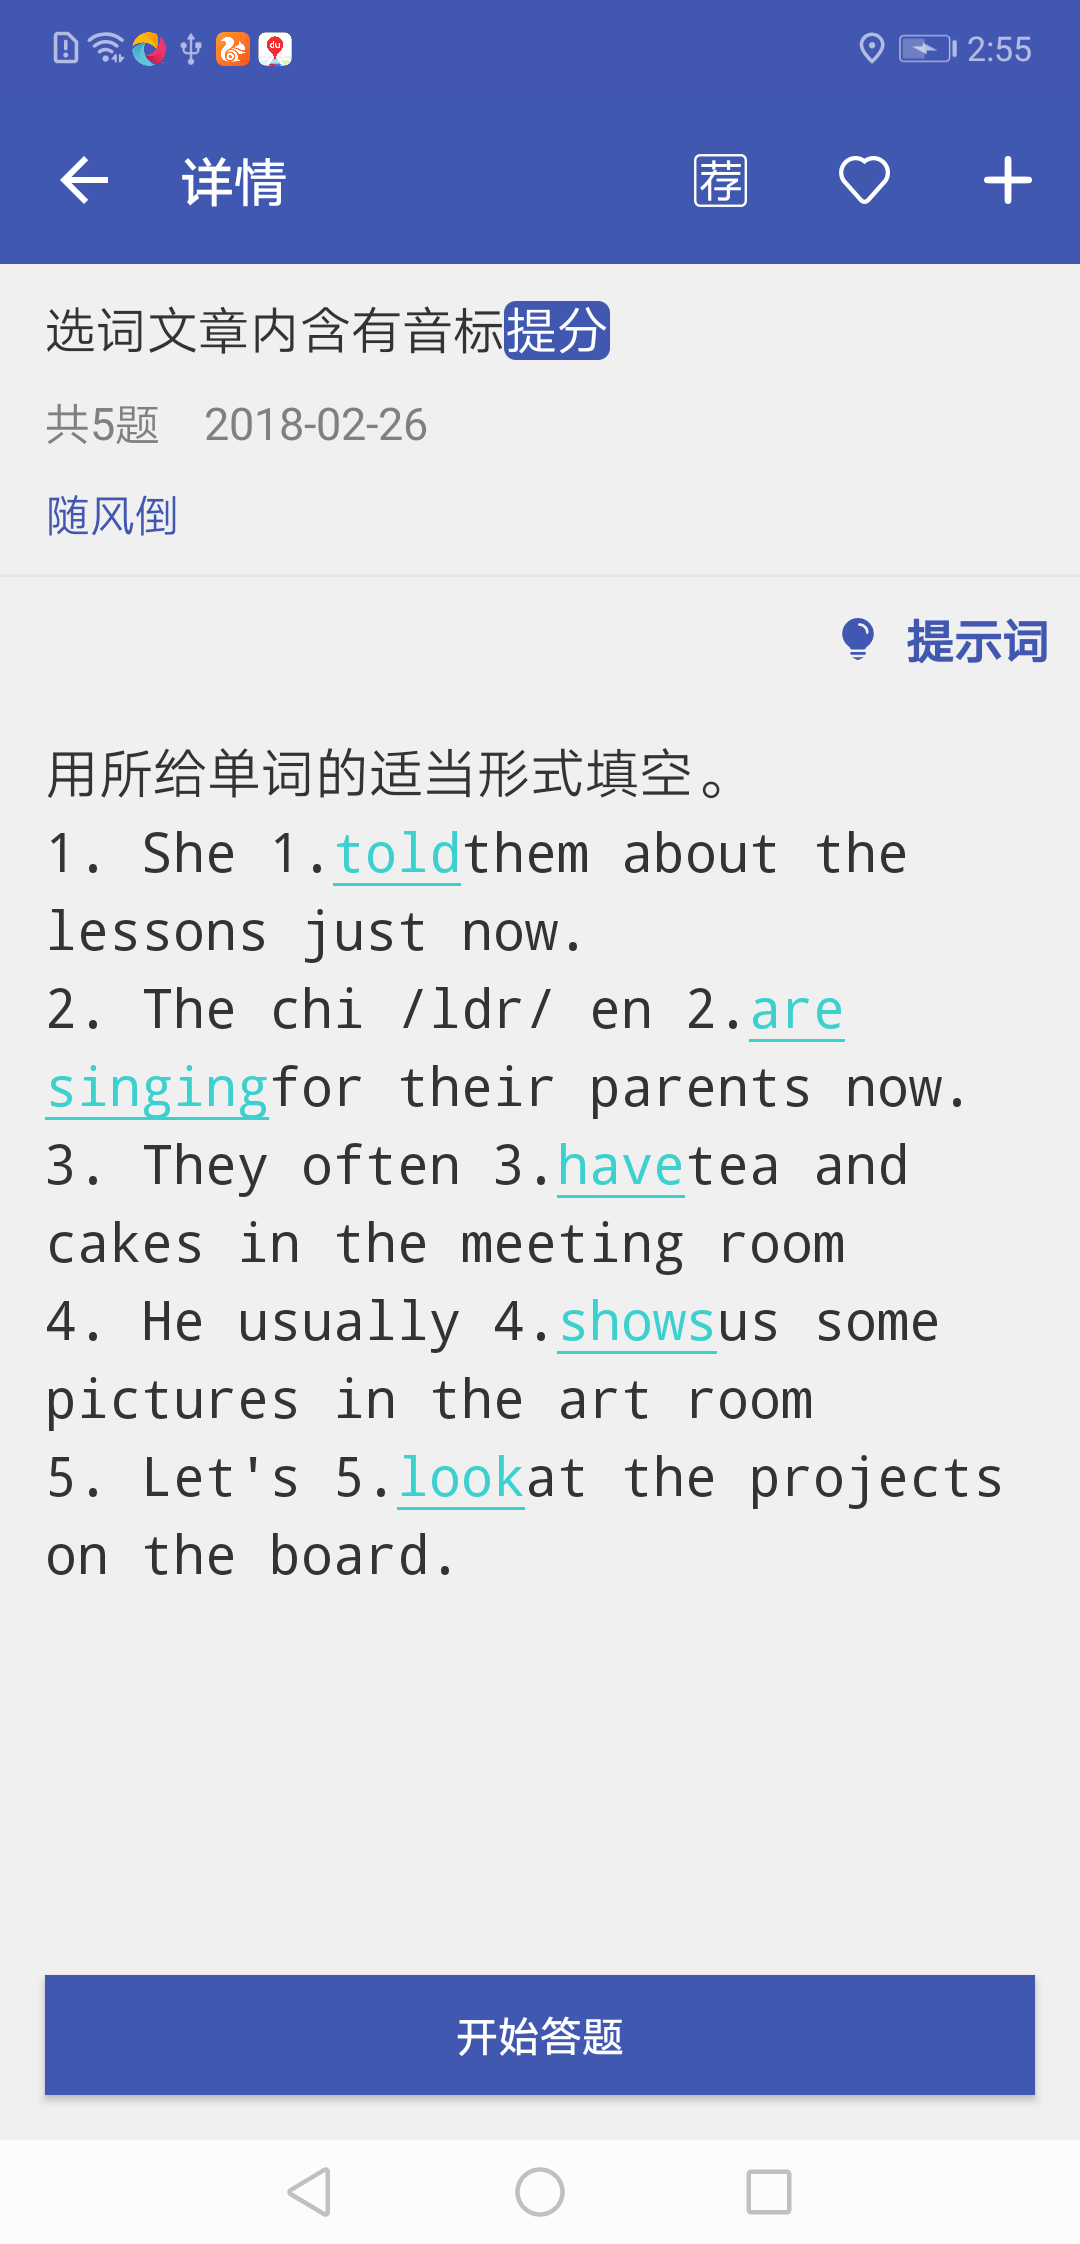 2:55
详情
荐
选词文章内含有音标提分
共5题 2018-02-26
随风倒
提示词
用所给单词的适当形式填空。
1. She 1.toldthem about the
lessons just now.
2. The chi /ldr/ en 2.are
singingfor their parents now.
3. They often 3.havetea and
cakes in the meeting room
4. He usually 4.showsus some
pictures in the art room
5. Let's 5.lookat the projects
on the board.
开始答题